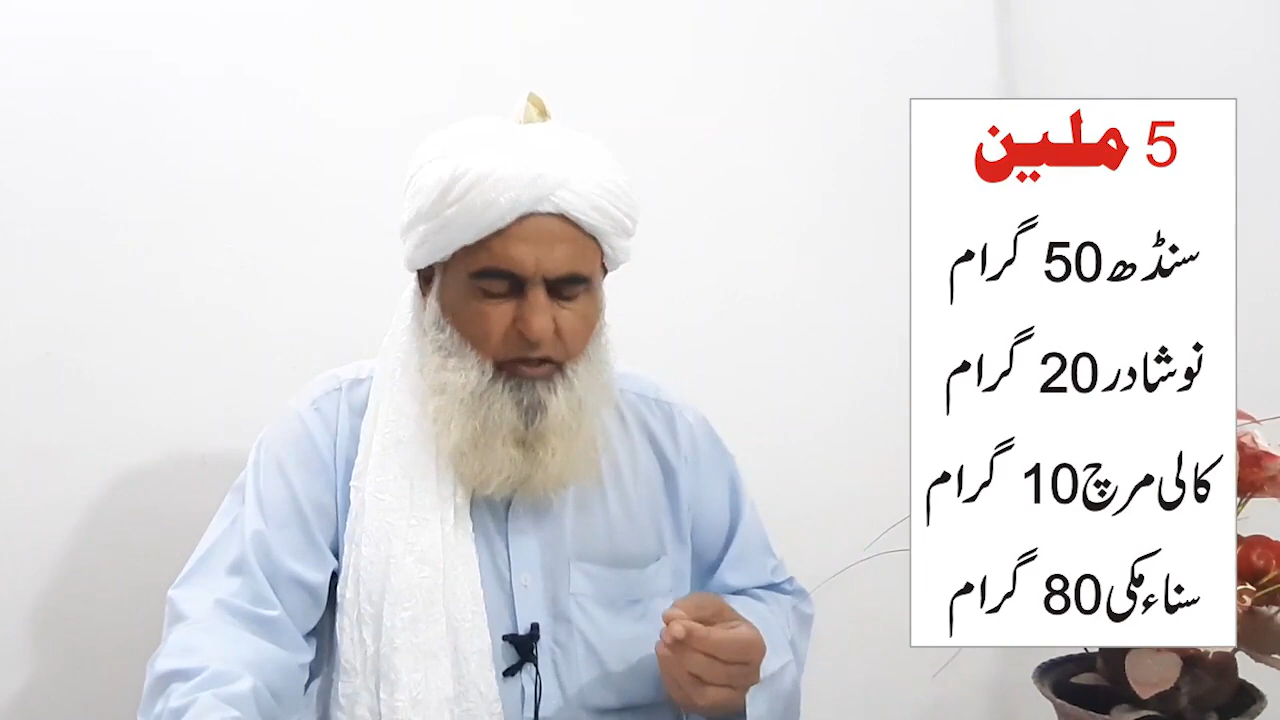 5 ملین
سنڈھ 50 گرام
نوشادر 20 گرام
کالی مرچ 10 گرام
سناء مکی 80 گرام